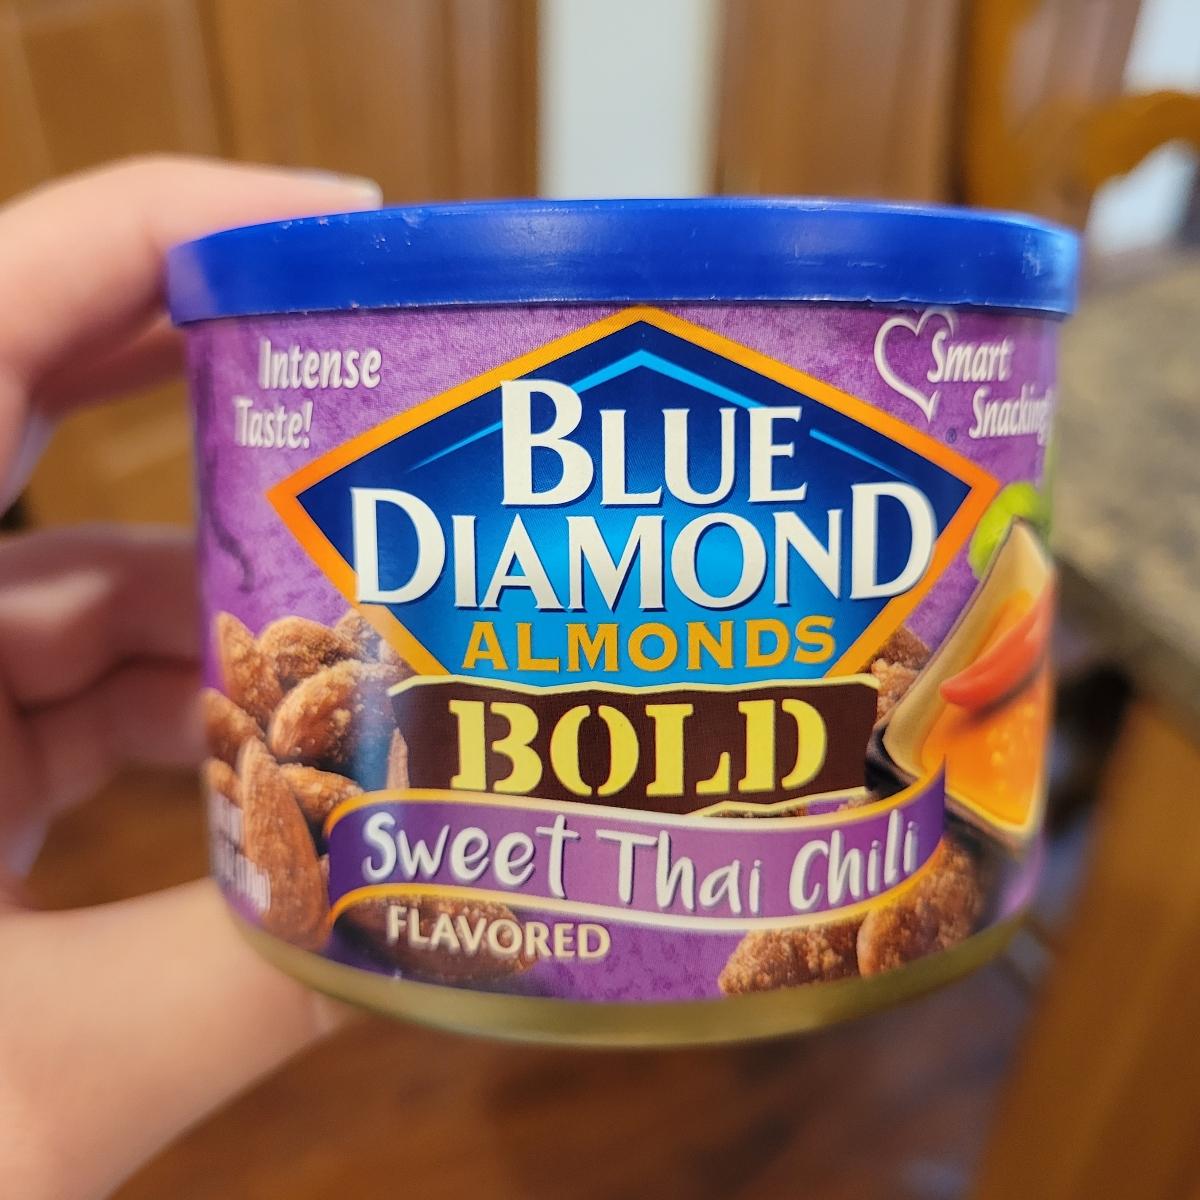 Intense
Taste!
Smart
Snacking
BLUE
DIAMOND
ALMONDS
BOLD
Sweet Thai Chili
FLAVORED